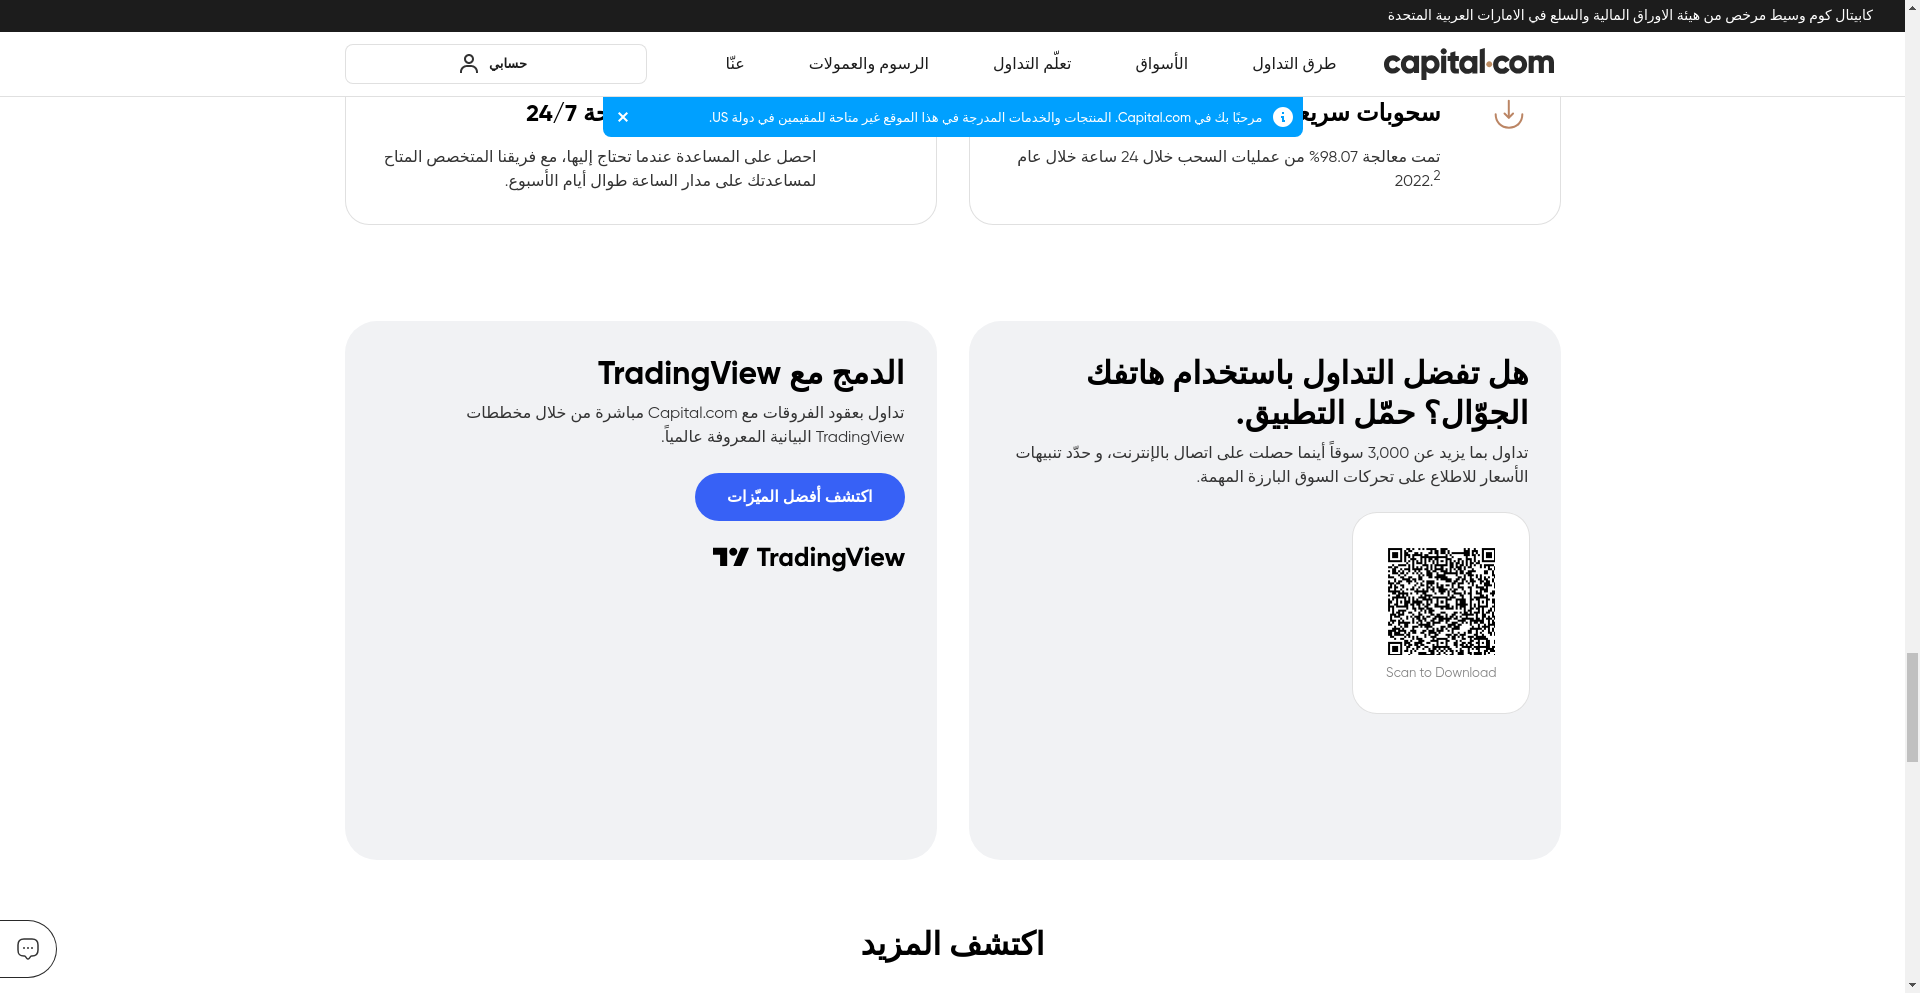 كابيتال كوم وسيط مرخص من هيئة الاوراق المالية والسلع في الامارات العربية المتحدة
capital.com
طرق التداول
الأسواق
تعلّم التداول
الرسوم والعمولات
عنّا
حسابي
مرحبًا بك في Capital.com. المنتجات والخدمات المدرجة في هذا الموقع غير متاحة للمقيمين في دولة US.
سحوبات
تمت معالجة 98.07% من عمليات السحب خلال 24 ساعة خلال عام
2022.2
24/7
احصل على المساعدة عندما تحتاج إليها، مع فريقنا المتخصص المتاح
لمساعدتك على مدار الساعة طوال أيام الأسبوع.
هل تفضل التداول باستخدام هاتفك
الجوّال؟ حمّل التطبيق.
تداول بما يزيد عن 3,000 سوقاً أينما حصلت على اتصال بالإنترنت، و حدّد تنبيهات
الأسعار للاطلاع على تحركات السوق البارزة المهمة.
Scan to Download
الدمج مع TradingView
تداول بعقود الفروقات مع Capital.com مباشرة من خلال مخططات
TradingView البيانية المعروفة عالمياً.
اكتشف أفضل الميّزات
TradingView
اكتشف المزيد